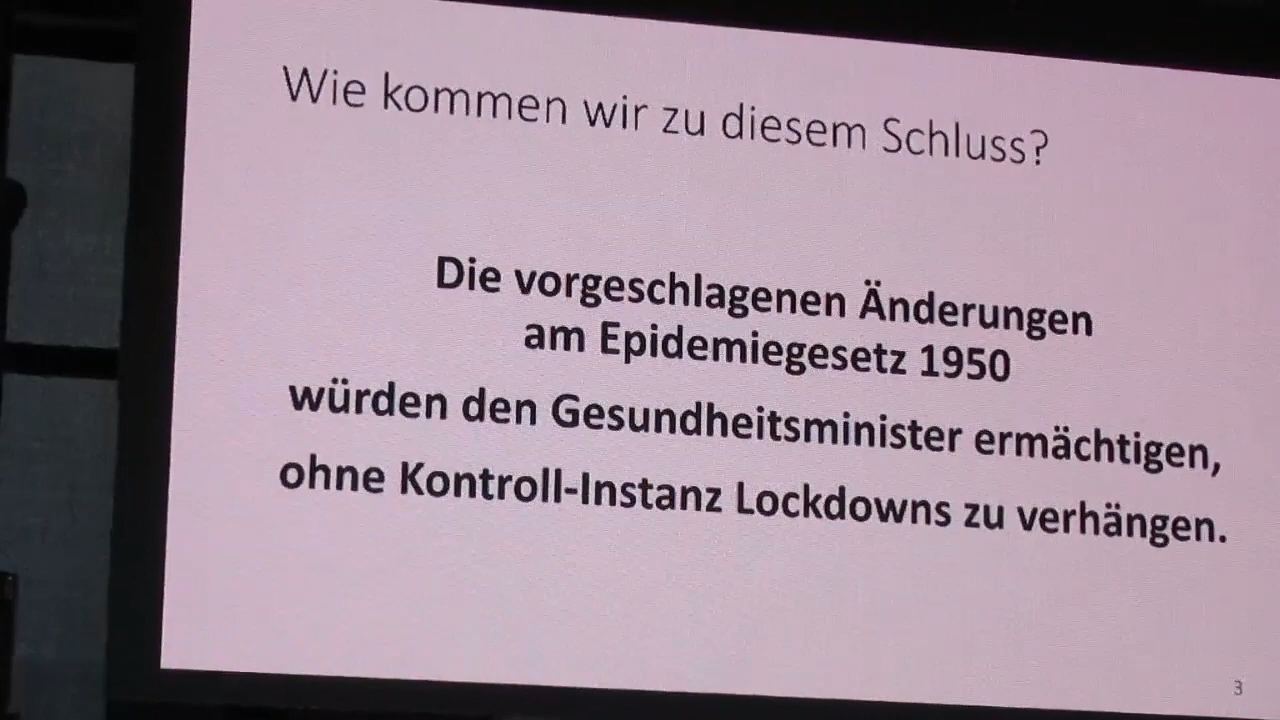 Wie kommen wir zu diesem Schluss?
Die vorgeschlagenen Änderungen
am Epidemiegesetz 1950
würden den Gesundheitsminister ermächtigen,
ohne Kontroll-Instanz Lockdowns zu verhängen.
3